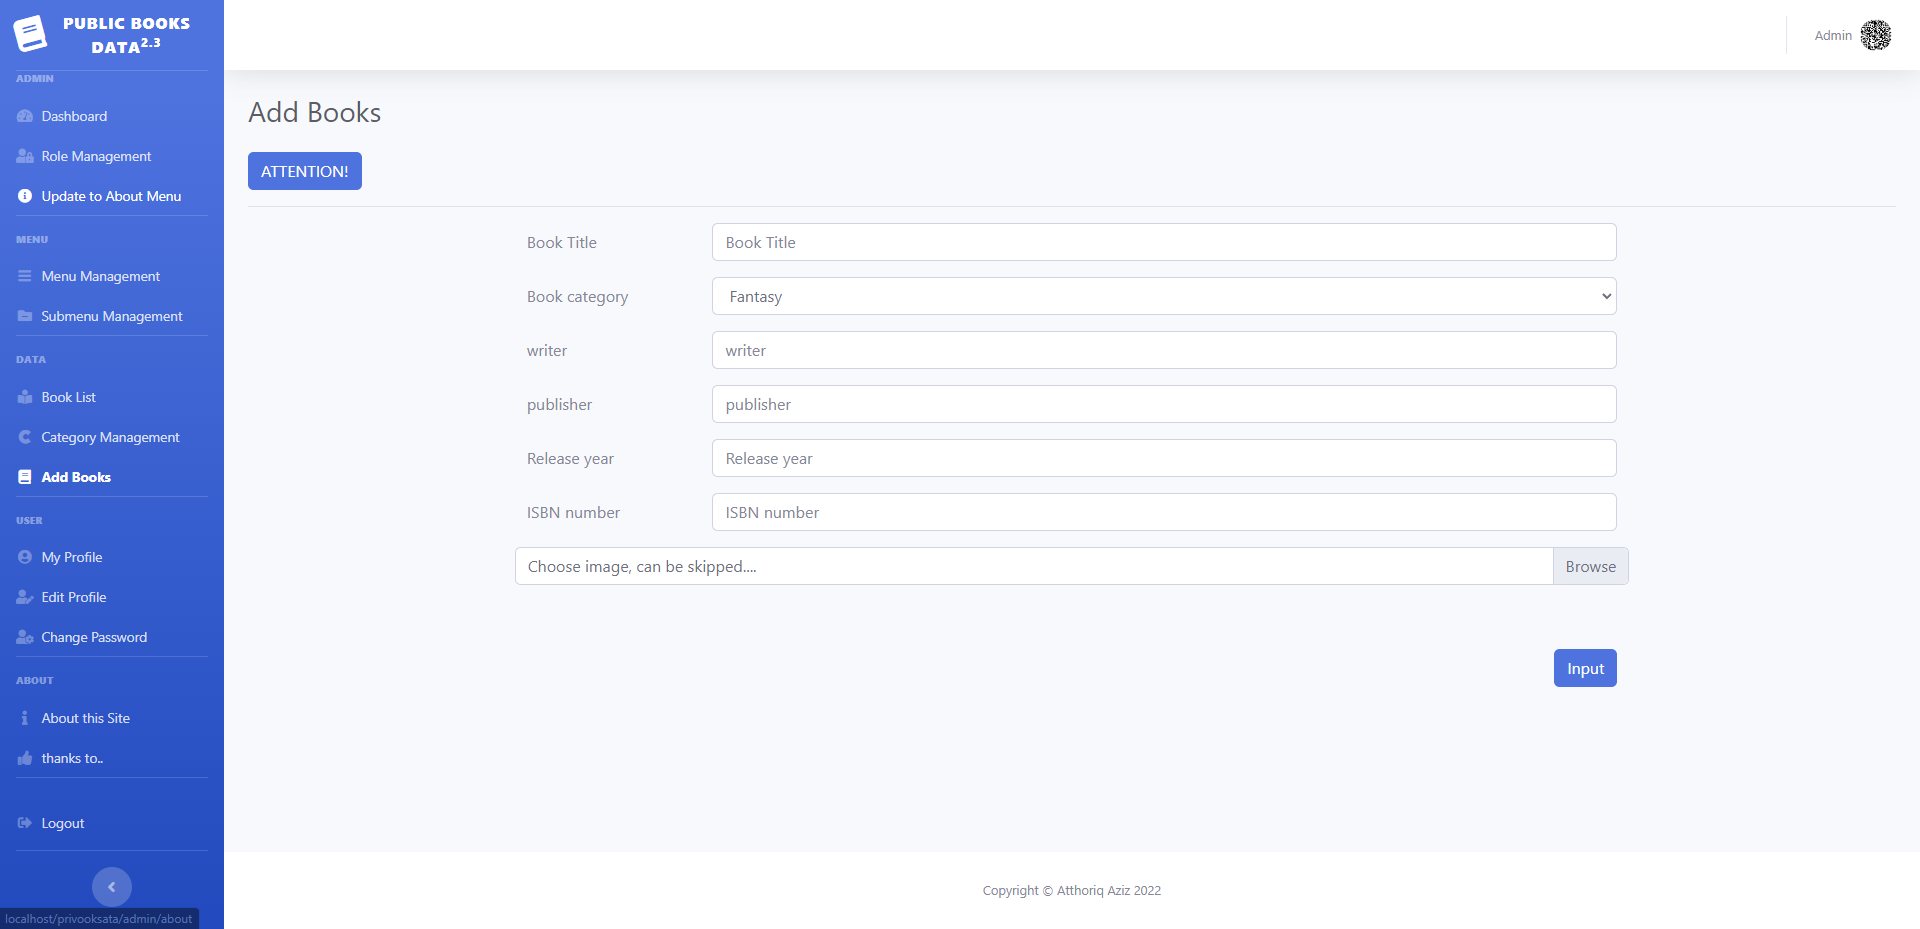 PUBLIC BOOKS
DATA2.3
ADMIN
Dashboard
Role Management
Update to About Menu
MENU
Menu Management
Submenu Management
DATA
Book List
Category Management
Add Books
USER
My Profile
Edit Profile
Change Password
ABOUT
About this Site
thanks to..
Logout
localhost/privooksata/admin/about
Admin
Add Books
ATTENTION!
Book Title Book Title
Book category Fantasy
writer writer
publisher publisher
Release year Release year
ISBN number ISBN number
Choose image, can be skipped.... Browse
Input
Copyright © Atthoriq Aziz 2022